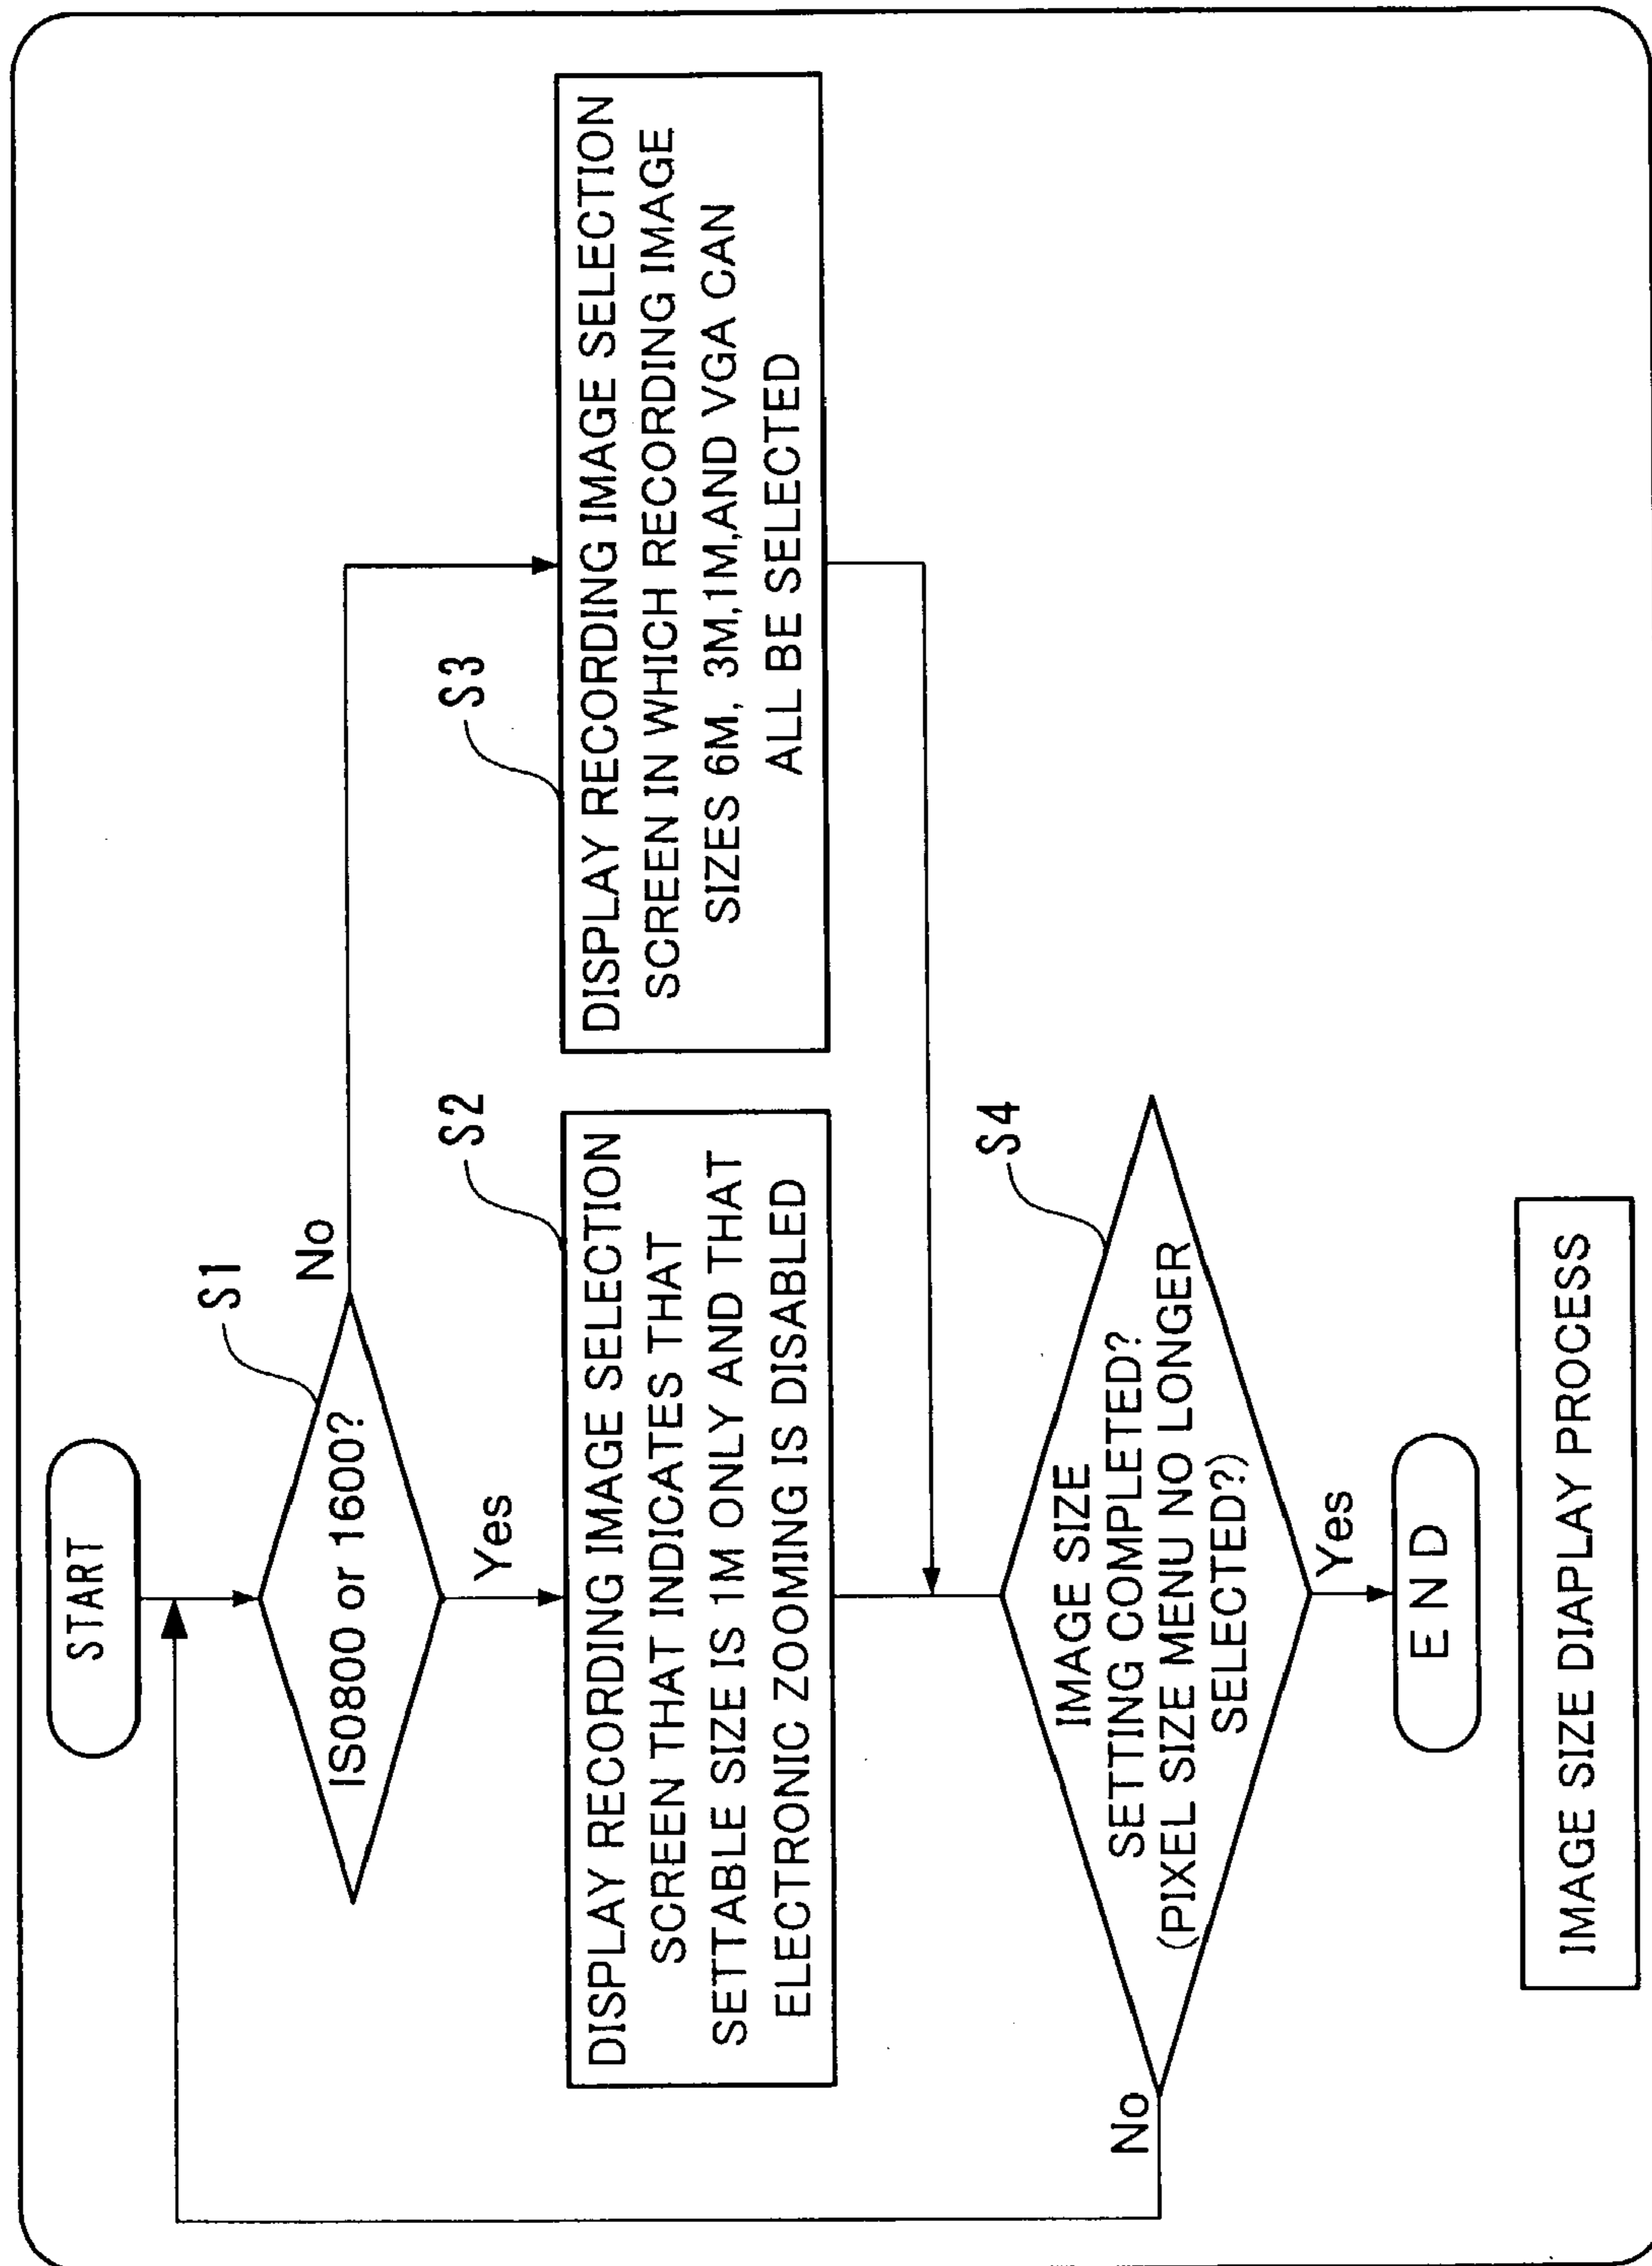 START
S1
ISO800 or 1600?
No
Yes
S2
DISPLAY RECORDING IMAGE SELECTION
SCREEN THAT INDICATES THAT
SETTABLE SIZE IS 1M ONLY AND THAT
ELECTRONIC ZOOMING IS DISABLED
S3
DISPLAY RECORDING IMAGE SELECTION
SCREEN IN WHICH RECORDING IMAGE
SIZES 6M, 3M,1M,AND VGA CAN
ALL BE SELECTED
S4
IMAGE SIZE
SETTING COMPLETED?
(PIXEL SIZE MENU NO LONGER
SELECTED?)
No
Yes
END
IMAGE SIZE DIAPLAY PROCESS